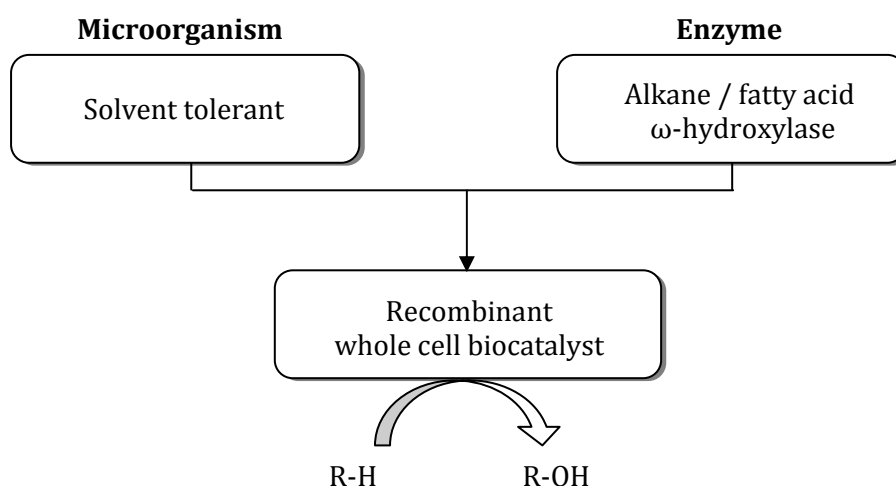 Microorganism
Enzyme
Solvent tolerant
Alkane / fatty acid
ω-hydroxylase
Recombinant
whole cell biocatalyst
R-H
R-OH